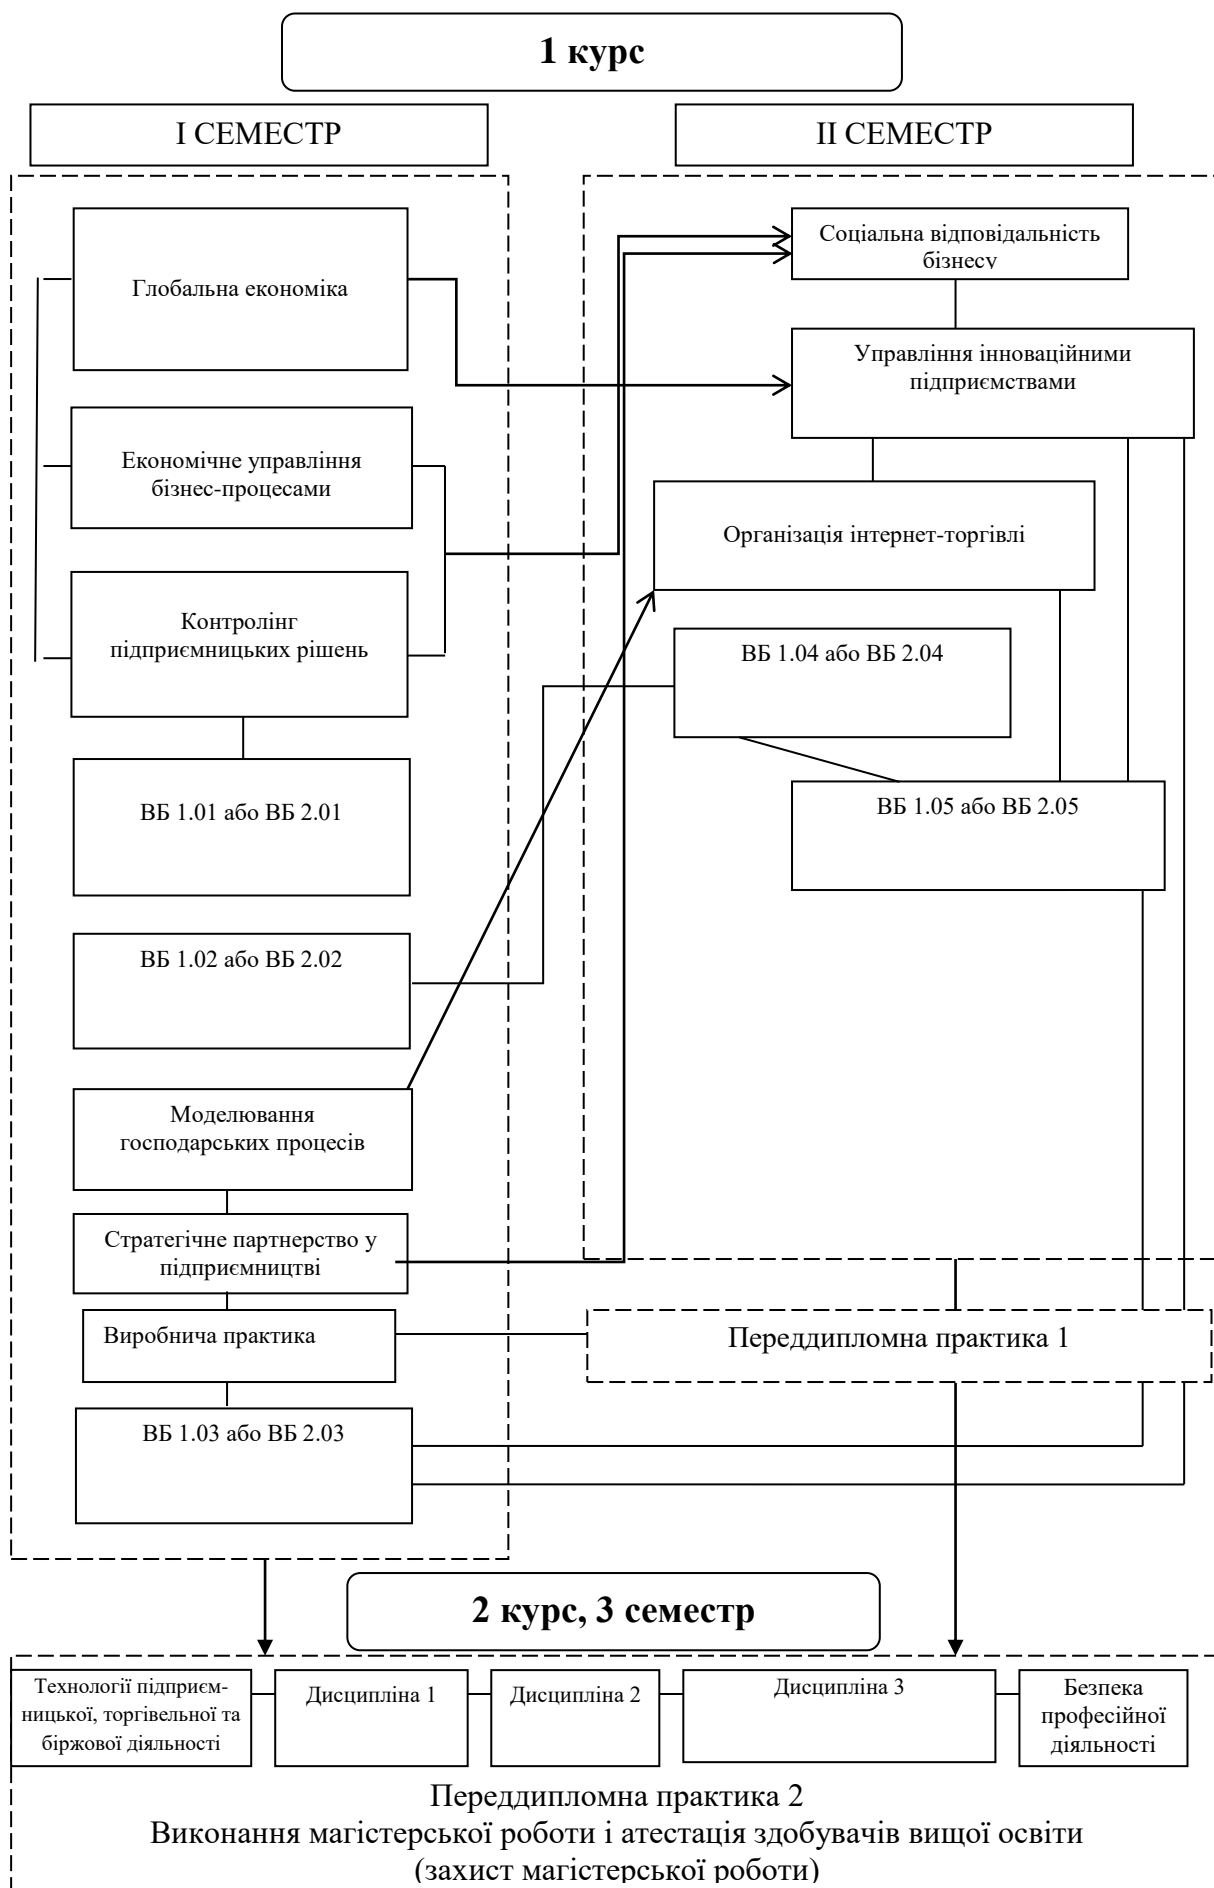 1 курс
І СЕМЕСТР
Глобальна економіка
Економічне управління
бізнес-процесами
Контролінг
підприємницьких рішень
ВБ 1.01 або ВБ 2.01
ВБ 1.02 або ВБ 2.02
Моделювання
господарських процесів
Стратегічне партнерство у
підприємництві
Виробнича практика
ВБ 1.03 або ВБ 2.03
ІІ СЕМЕСТР
Соціальна відповідальність
бізнесу
Управління інноваційними
підприємствами
Організація інтернет-торгівлі
ВБ 1.04 або ВБ 2.04
ВБ 1.05 або ВБ 2.05
Переддипломна практика 1
2 курс, 3 семестр
Технології підприєм-
ницької, торгівельної та
біржової діяльності
Дисципліна 1
Дисципліна 2
Дисципліна 3
Безпека
професійної
діяльності
Переддипломна практика 2
Виконання магістерської роботи і атестація здобувачів вищої освіти
(захист магістерської роботи)